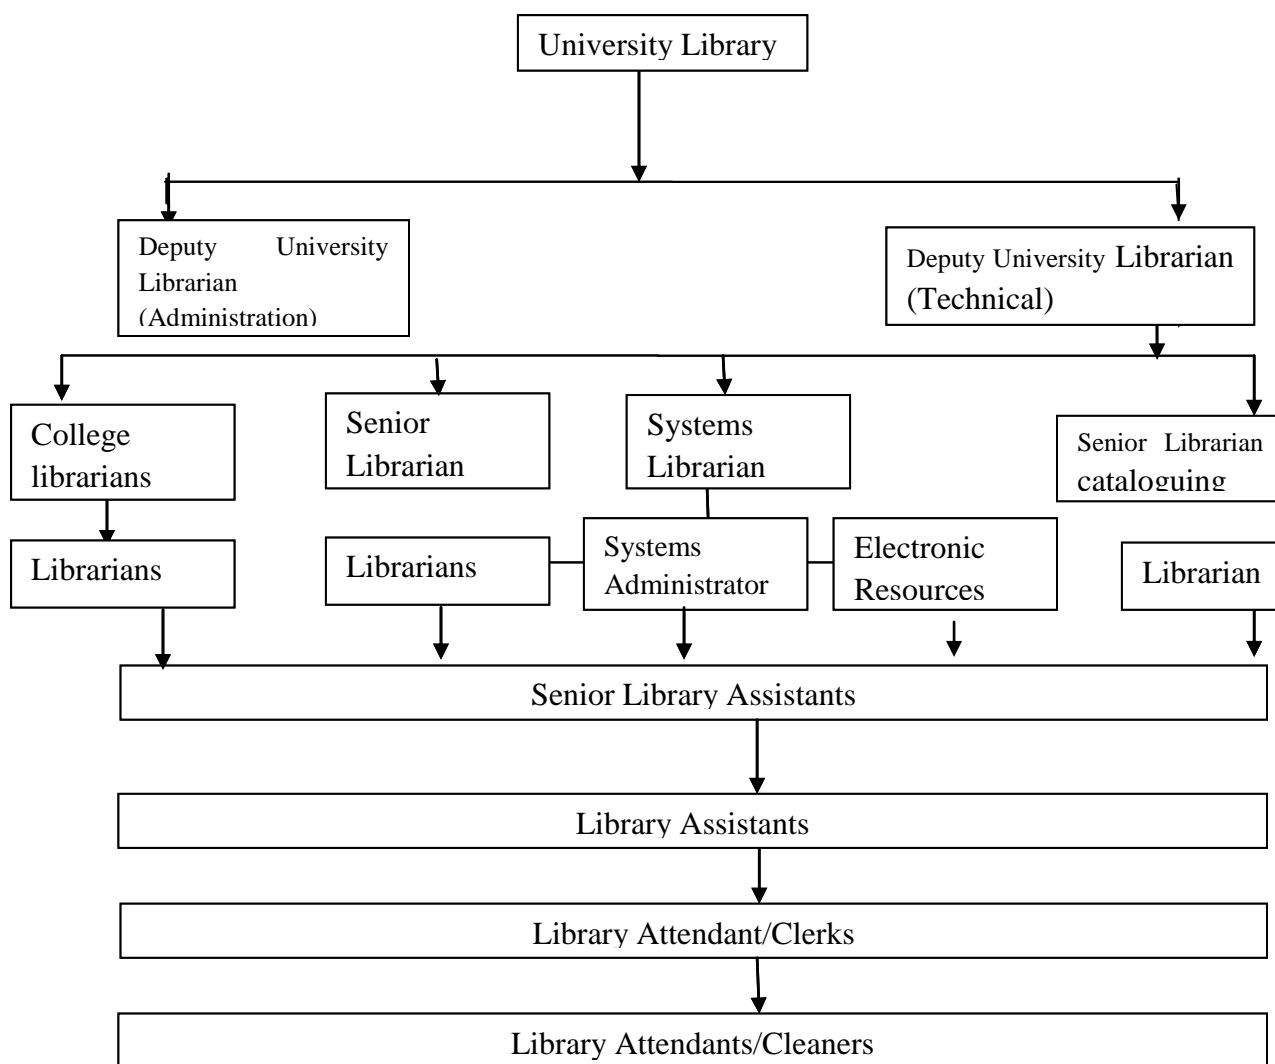 University Library
Deputy University
Librarian
(Administration)
Deputy University Librarian
(Technical)
College
librarians
Senior
Librarian
Systems
Librarian
Senior Librarian
cataloguing
Librarians
Librarians
Systems
Administrator
Electronic
Resources
Librarian
Senior Library Assistants
Library Assistants
Library Attendant/Clerks
Library Attendants/Cleaners